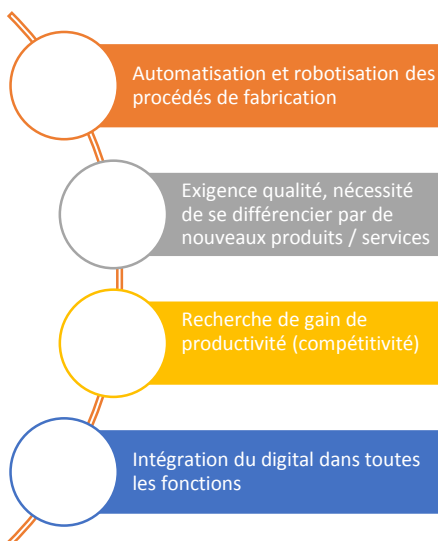 Automatisation et robotisation des
procédés de fabrication
Exigence qualité, nécessité
de se différencier par de
nouveaux produits / services
Recherche de gain de
productivité (compétitivité)
Intégration du digital dans toutes
les fonctions